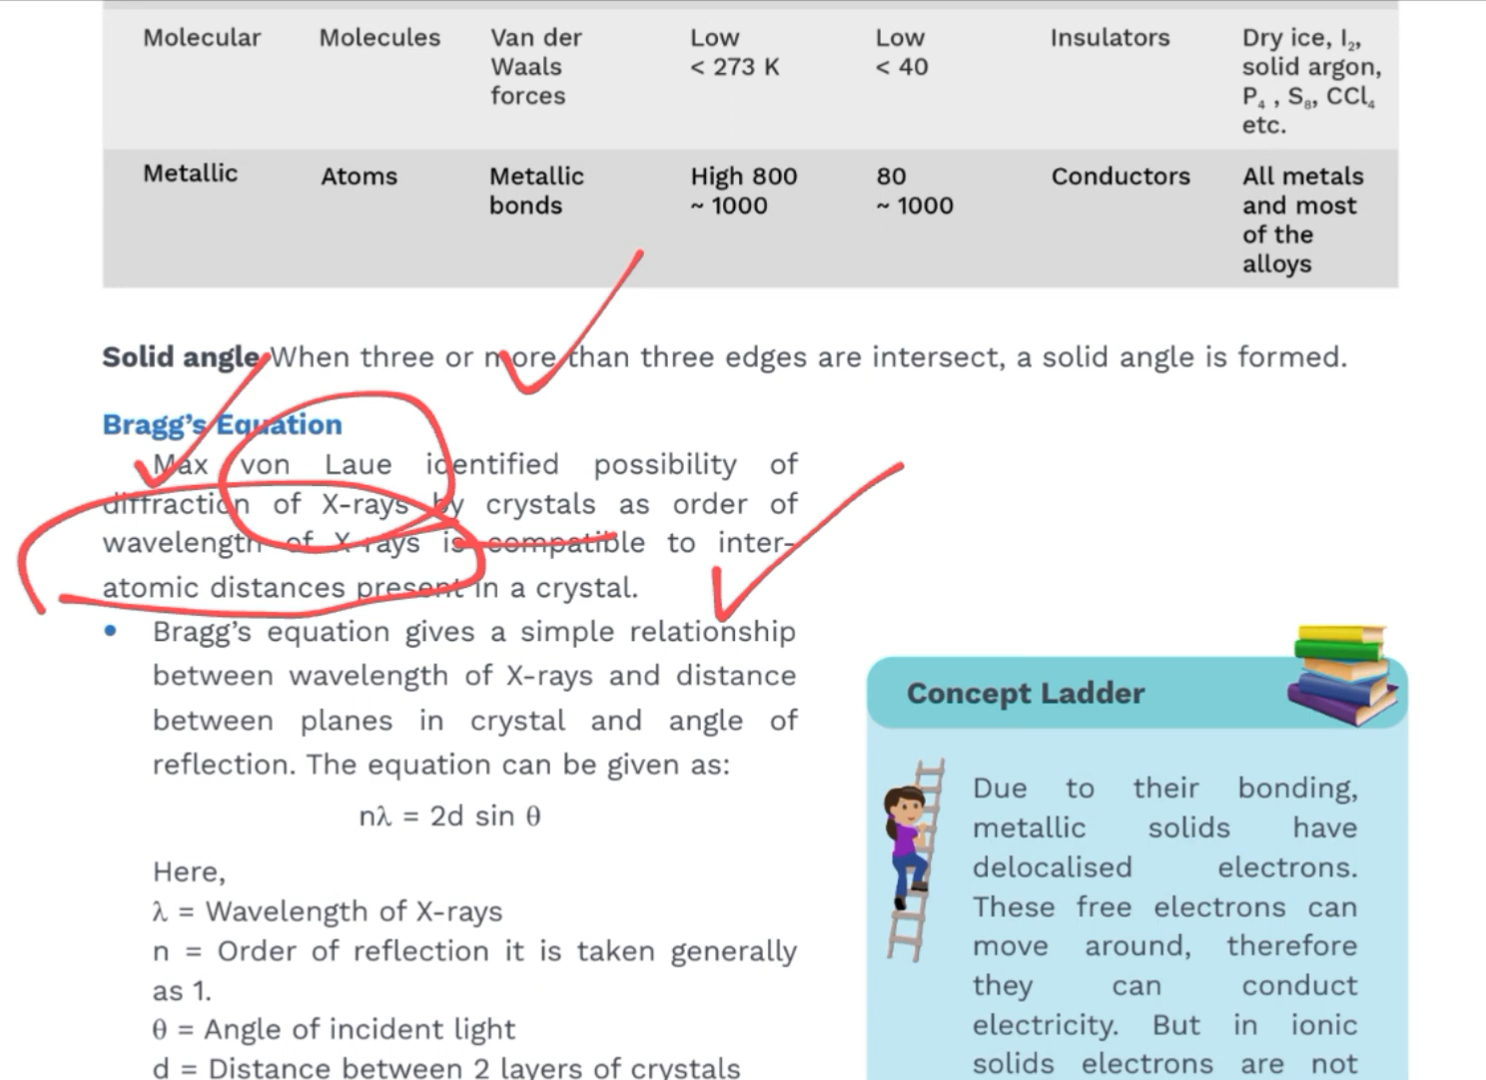 Molecular Molecules Van der Waals forces Low < 273 K Low < 40 Insulators Dry ice, I₂, solid argon, P₄ , S₈, CCl₄ etc.
Metallic Atoms Metallic bonds High 800 ~ 1000 80 ~ 1000 Conductors All metals and most of the alloys
Solid angle When three or more than three edges are intersect, a solid angle is formed.
Bragg's Equation
Max von Laue identified possibility of
diffraction of X-rays by crystals as order of
wavelength of X-rays is compatible to inter-
atomic distances present in a crystal.
• Bragg's equation gives a simple relationship
between wavelength of X-rays and distance
between planes in crystal and angle of
reflection. The equation can be given as:
nλ = 2d sin θ
Here,
λ = Wavelength of X-rays
n = Order of reflection it is taken generally
as 1.
θ = Angle of incident light
d = Distance between 2 layers of crystals
Concept Ladder
Due to their bonding,
metallic solids have
delocalised electrons.
These free electrons can
move around, therefore
they can conduct
electricity. But in ionic
solids electrons are not